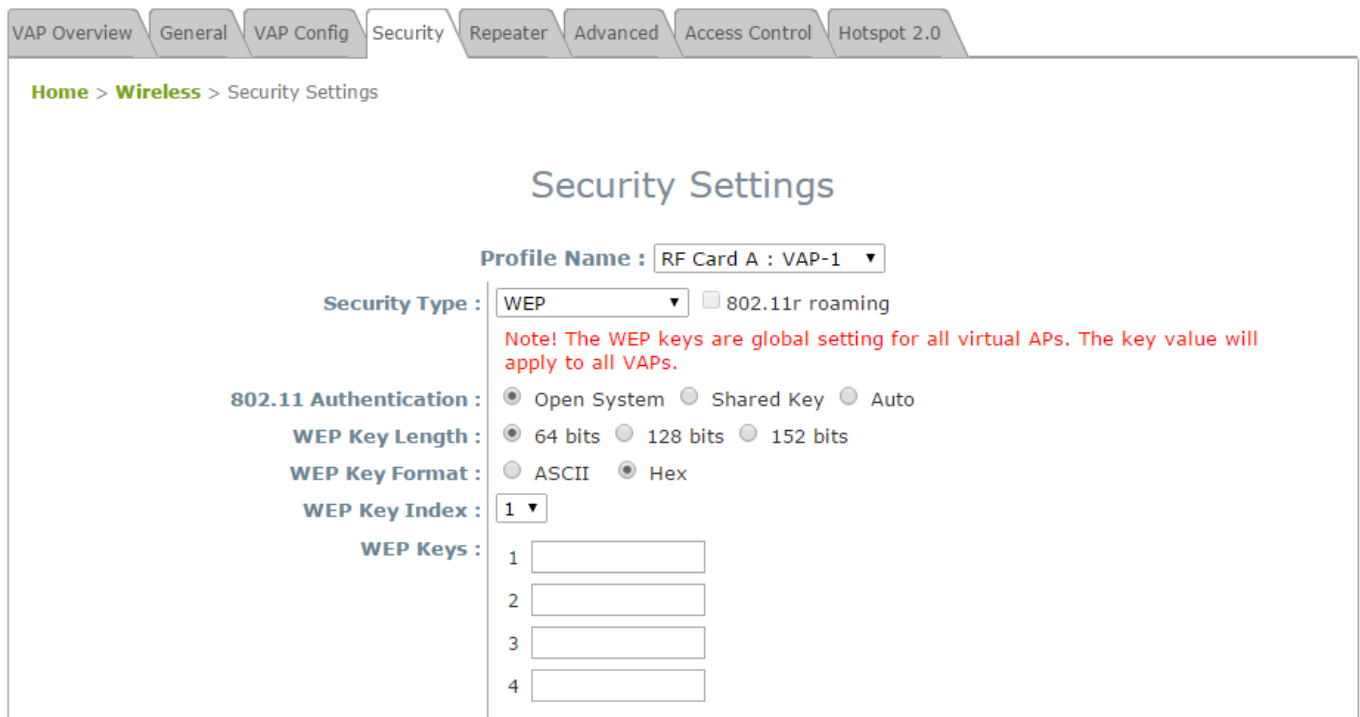 VAP Overview General VAP Config Security Repeater Advanced Access Control Hotspot 2.0
Home > Wireless > Security Settings
Security Settings
Profile Name : RF Card A : VAP-1
Security Type : WEP 802.11r roaming
Note! The WEP keys are global setting for all virtual APs. The key value will
apply to all VAPs.
802.11 Authentication : Open System Shared Key Auto
WEP Key Length : 64 bits 128 bits 152 bits
WEP Key Format : ASCII Hex
WEP Key Index : 1
WEP Keys : 1
2
3
4